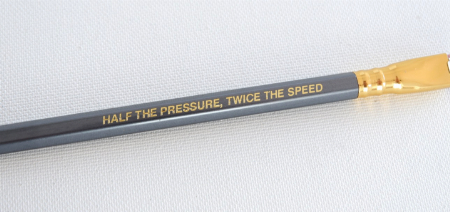 HALF THE PRESSURE, TWICE THE SPEED